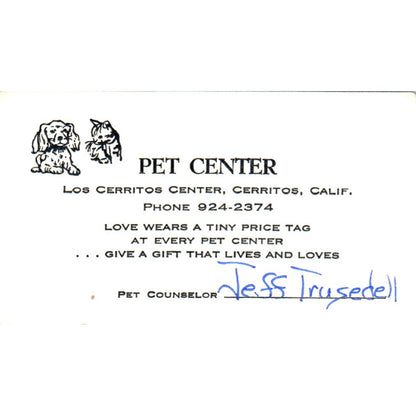 PET CENTER
LOS CERRITOS CENTER, CERRITOS, CALIF.
PHONE 924-2374
LOVE WEARS A TINY PRICE TAG
AT EVERY PET CENTER
. . . GIVE A GIFT THAT LIVES AND LOVES
PET COUNSELOR Jeff Trusedell